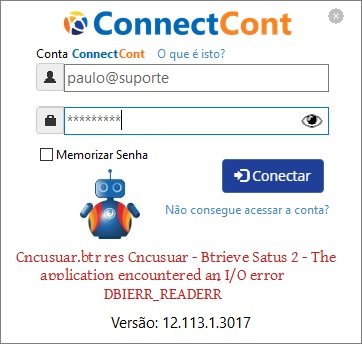 ConnectCont
Conta ConnectCont O que é isto?
paulo@suporte
*********
Memorizar Senha
Conectar
Não consegue acessar a conta?
Cncusuar.btr res Cncusuar - Btrieve Satus 2 - The
application encountered an I/O error
DBIERR_READERR
Versão: 12.113.1.3017